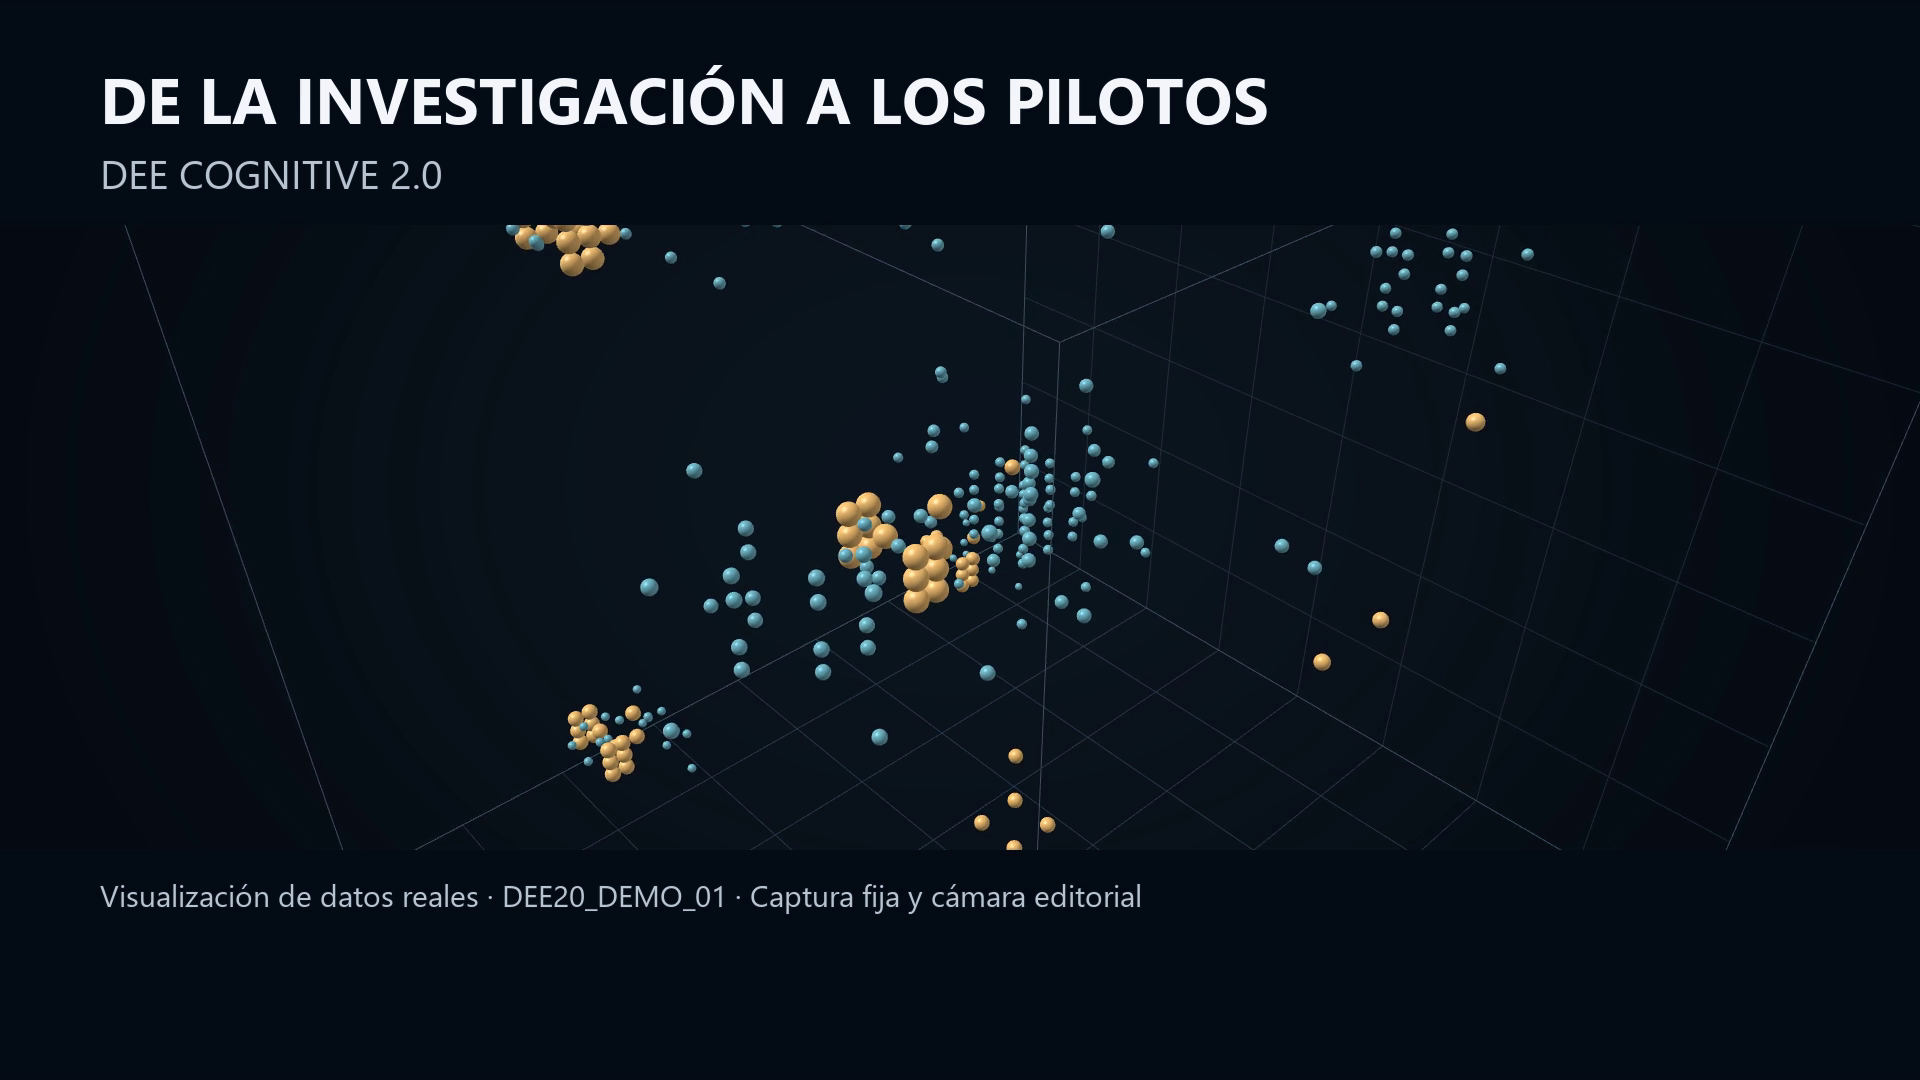 DE LA INVESTIGACIÓN A LOS PILOTOS
DEE COGNITIVE 2.0
Visualización de datos reales · DEE20_DEMO_01 · Captura fija y cámara editorial